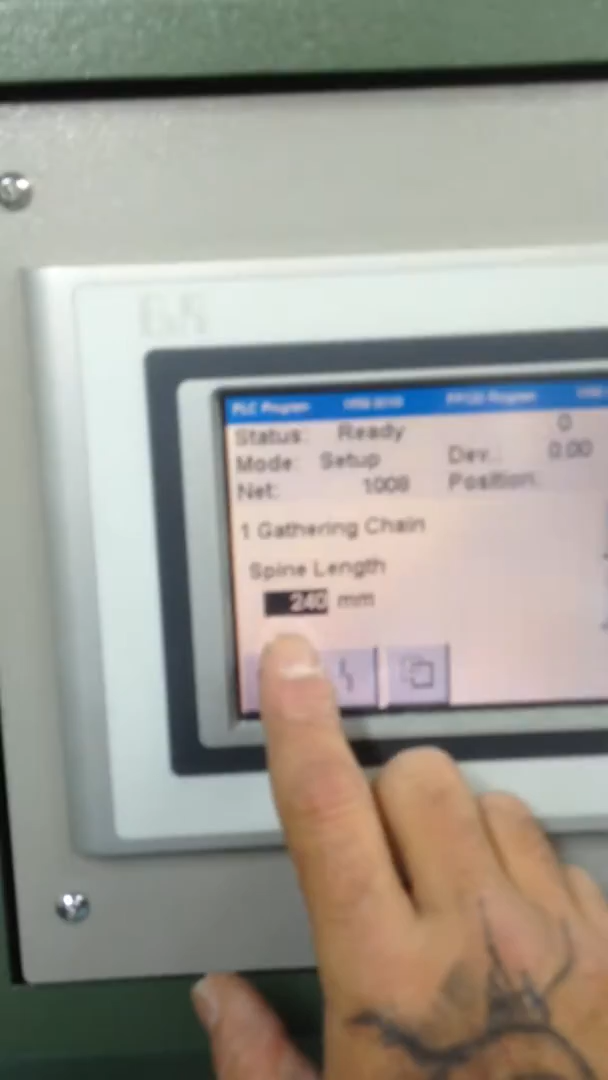 PLC Program
Status: Ready 0
Mode: Setup Dev.: 0.00
Net: 1008 Position:
1 Gathering Chain
Spine Length
240 mm